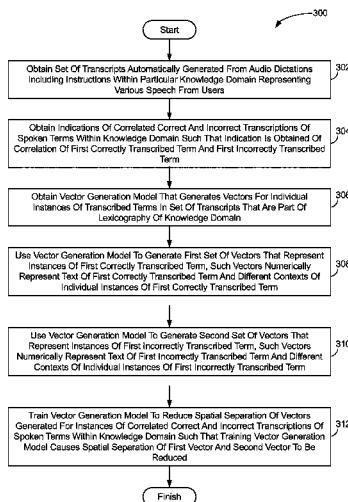 300
Start
Obtain Set Of Transcripts Automatically Generated From Audio Dictations
Including Instructions Within Particular Knowledge Domain Representing
Various Speech From Users
302
Obtain Indications Of Correlated Correct And Incorrect Transcriptions Of
Spoken Terms Within Knowledge Domain Such That Indication Is Obtained Of
Correlation Of First Correctly Transcribed Term And First Incorrectly Transcribed
Term
304
Obtain Vector Generation Model That Generates Vectors For Individual
Instances Of Transcribed Terms In Set Of Transcripts That Are Part Of
Lexicography Of Knowledge Domain
306
Use Vector Generation Model To Generate First Set Of Vectors That Represent
Instances Of First Correctly Transcribed Term, Such Vectors Numerically
Represent Text Of First Correctly Transcribed Term And Different Contexts Of
Individual Instances Of First Correctly Transcribed Term
308
Use Vector Generation Model To Generate Second Set Of Vectors That
Represent Instances Of First Incorrectly Transcribed Term, Such Vectors
Numerically Represent Text Of First Incorrectly Transcribed Term And Different
Contexts Of Individual Instances Of First Incorrectly Transcribed Term
310
Train Vector Generation Model To Reduce Spatial Separation Of Vectors
Generated For Instances Of Correlated Correct And Incorrect Transcriptions Of
Spoken Terms Within Knowledge Domain Such That Training Vector Generation
Model Causes Spatial Separation Of First Vector And Second Vector To Be
Reduced
312
Finish